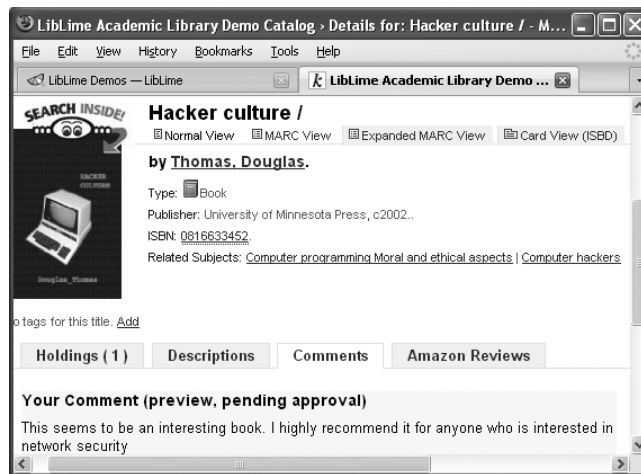 LibLime Academic Library Demo Catalog › Details for: Hacker culture / - M...
File Edit View History Bookmarks Tools Help
LibLime Demos — LibLime
LibLime Academic Library Demo ...
SEARCH INSIDE!
HACKER
CULTURE
Douglas_Thomas
Hacker culture /
Normal View MARC View Expanded MARC View Card View (ISBD)
by Thomas, Douglas.
Type: Book
Publisher: University of Minnesota Press, c2002..
ISBN: 0816633452.
Related Subjects: Computer programming Moral and ethical aspects | Computer hackers
o tags for this title. Add
Holdings ( 1 ) Descriptions Comments Amazon Reviews
Your Comment (preview, pending approval)
This seems to be an interesting book. I highly recommend it for anyone who is interested in
network security